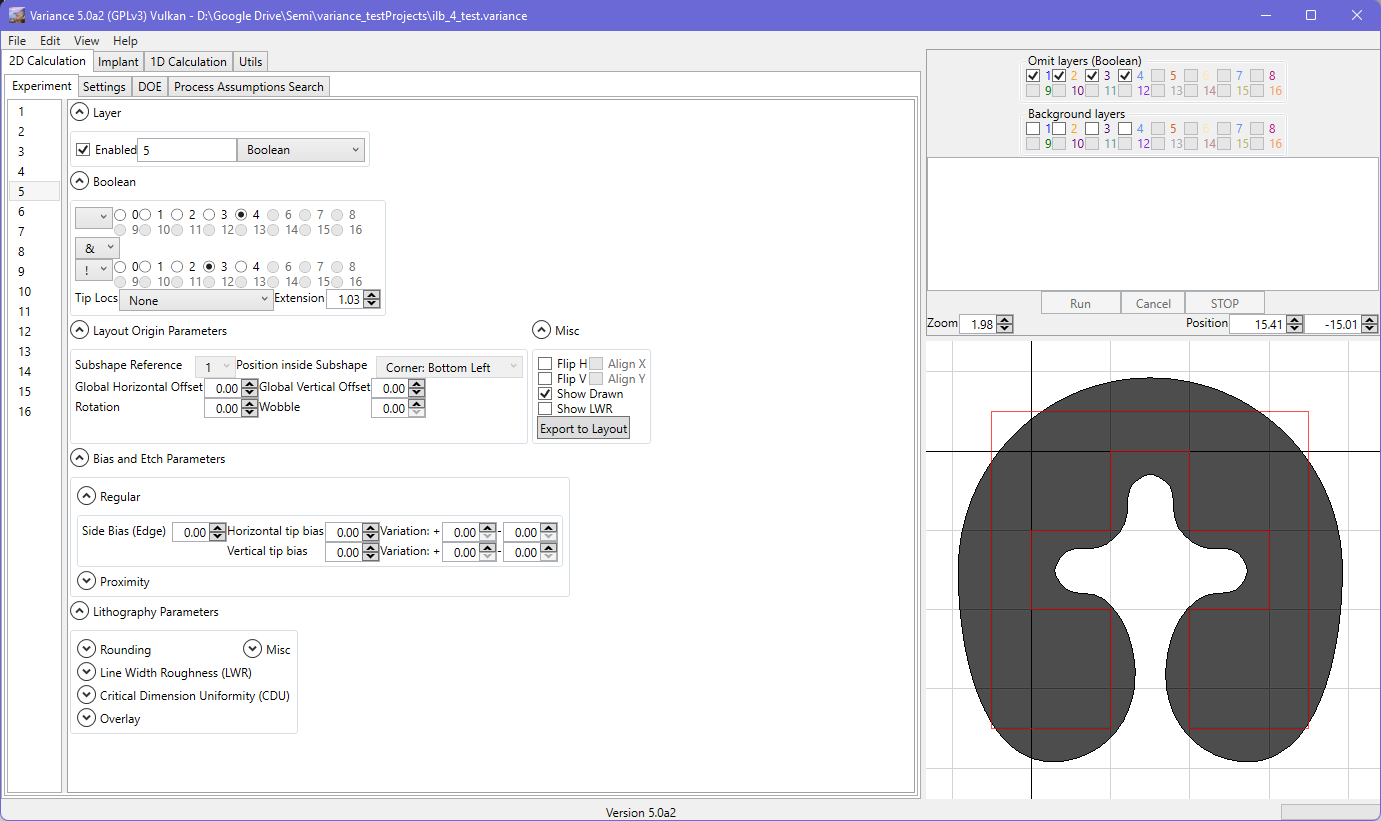 Variance 5.0a2 (GPLv3) Vulkan - D:\Google Drive\Semi\variance_testProjects\ilb_4_test.variance
File Edit View Help
2D Calculation Implant 1D Calculation Utils
Experiment Settings DOE Process Assumptions Search
1
2
3
4
5
6
7
8
9
10
11
12
13
14
15
16
Layer
Enabled 5 Boolean
Boolean
0 1 2 3 4 6 7 8
9 10 11 12 13 14 15 16
&
! 0 1 2 3 4 6 7 8
9 10 11 12 13 14 15 16
Tip Locs None Extension 1.03
Layout Origin Parameters
Subshape Reference 1 Position inside Subshape Corner: Bottom Left
Global Horizontal Offset 0.00 Global Vertical Offset 0.00
Rotation 0.00 Wobble 0.00
Misc
Flip H Align X
Flip V Align Y
Show Drawn
Show LWR
Export to Layout
Bias and Etch Parameters
Regular
Side Bias (Edge) 0.00 Horizontal tip bias 0.00 Variation: + 0.00 - 0.00
Vertical tip bias 0.00 Variation: + 0.00 - 0.00
Proximity
Lithography Parameters
Rounding Misc
Line Width Roughness (LWR)
Critical Dimension Uniformity (CDU)
Overlay
Omit layers (Boolean)
1 2 3 4 5 6 7 8
9 10 11 12 13 14 15 16
Background layers
1 2 3 4 5 6 7 8
9 10 11 12 13 14 15 16
Run Cancel STOP
Zoom 1.98 Position 15.41 -15.01
Version 5.0a2